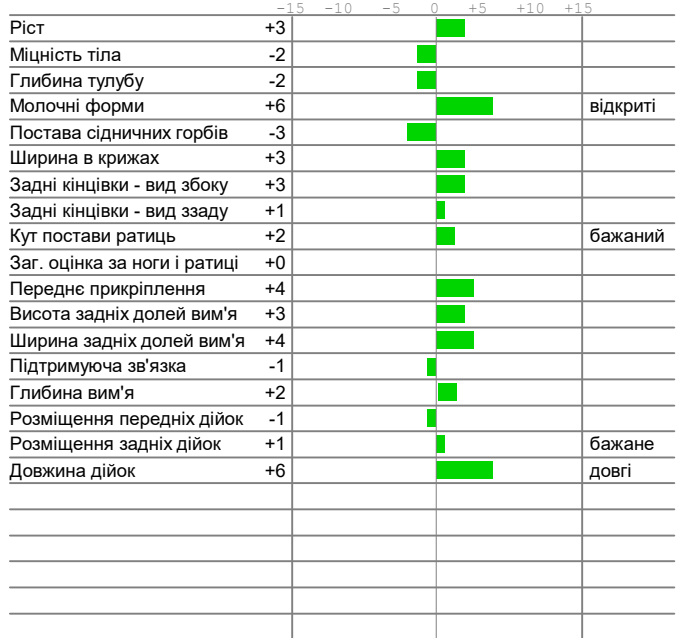 −15 −10 −5 0 +5 +10 +15
Ріст +3
Міцність тіла -2
Глибина тулубу -2
Молочні форми +6 відкриті
Постава сідничних горбів -3
Ширина в крижах +3
Задні кінцівки - вид збоку +3
Задні кінцівки - вид ззаду +1
Кут постави ратиць +2 бажаний
Заг. оцінка за ноги і ратиці +0
Переднє прикріплення +4
Висота задніх долей вим'я +3
Ширина задніх долей вим'я +4
Підтримуюча зв'язка -1
Глибина вим'я +2
Розміщення передніх дійок -1
Розміщення задніх дійок +1 бажане
Довжина дійок +6 довгі